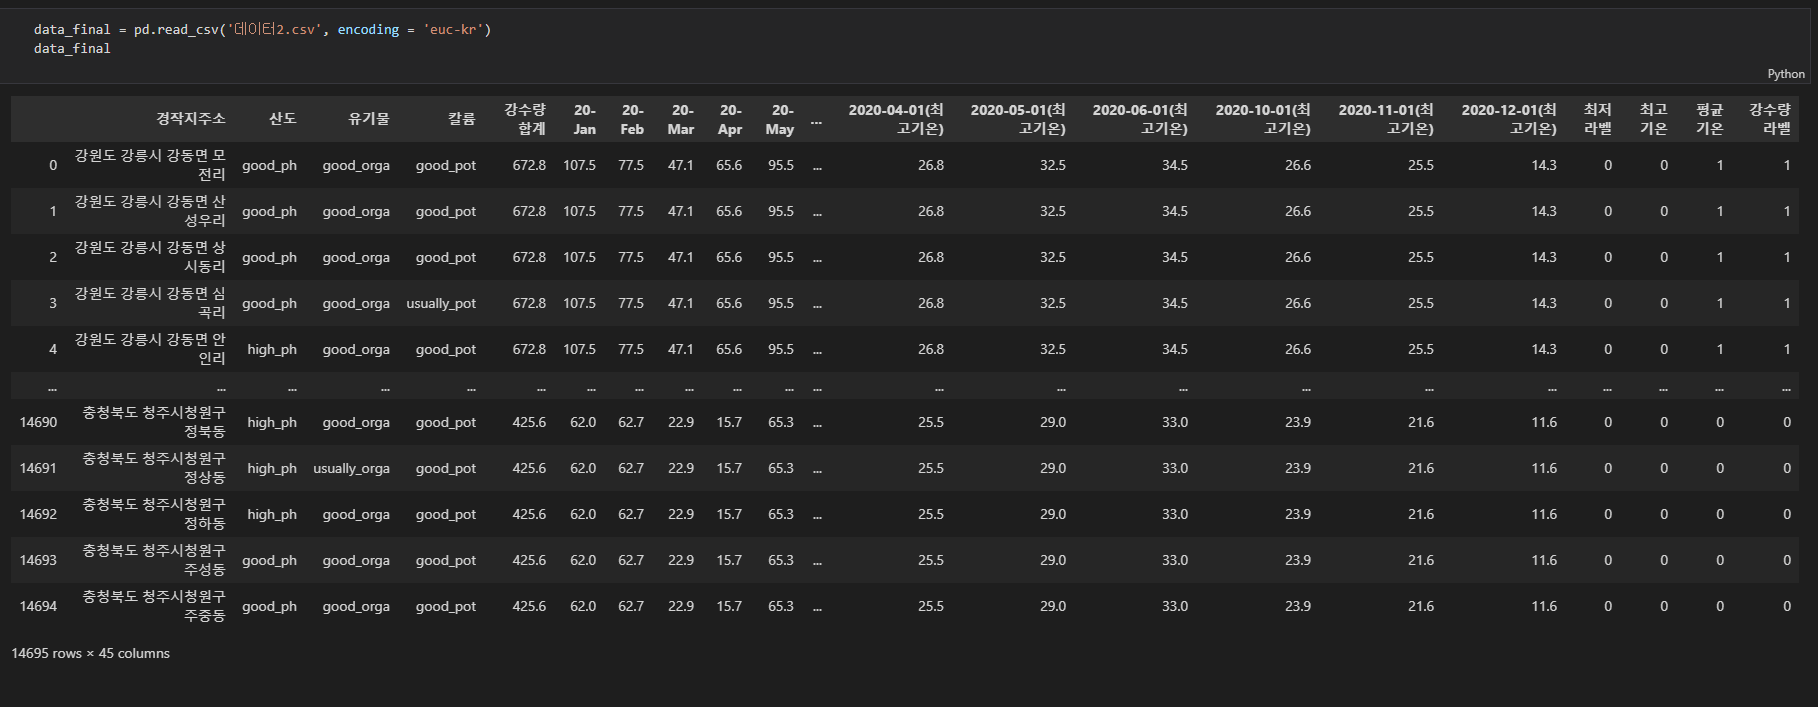 data_final = pd.read_csv('데이터2.csv', encoding = 'euc-kr')
data_final
Python
경작지주소 산도 유기물 칼륨 강수량 합계 20-Jan 20-Feb 20-Mar 20-Apr 20-May ... 2020-04-01(최고기온) 2020-05-01(최고기온) 2020-06-01(최고기온) 2020-10-01(최고기온) 2020-11-01(최고기온) 2020-12-01(최고기온) 최저라벨 최고기온 평균기온 강수량라벨
0 강원도 강릉시 강동면 모전리 good_ph good_orga good_pot 672.8 107.5 77.5 47.1 65.6 95.5 ... 26.8 32.5 34.5 26.6 25.5 14.3 0 0 1 1
1 강원도 강릉시 강동면 산성우리 good_ph good_orga good_pot 672.8 107.5 77.5 47.1 65.6 95.5 ... 26.8 32.5 34.5 26.6 25.5 14.3 0 0 1 1
2 강원도 강릉시 강동면 상시동리 good_ph good_orga good_pot 672.8 107.5 77.5 47.1 65.6 95.5 ... 26.8 32.5 34.5 26.6 25.5 14.3 0 0 1 1
3 강원도 강릉시 강동면 심곡리 good_ph good_orga usually_pot 672.8 107.5 77.5 47.1 65.6 95.5 ... 26.8 32.5 34.5 26.6 25.5 14.3 0 0 1 1
4 강원도 강릉시 강동면 안인리 high_ph good_orga good_pot 672.8 107.5 77.5 47.1 65.6 95.5 ... 26.8 32.5 34.5 26.6 25.5 14.3 0 0 1 1
... ... ... ... ... ... ... ... ... ... ... ... ... ... ... ... ... ... ... ... ... ...
14690 충청북도 청주시청원구 정북동 high_ph good_orga good_pot 425.6 62.0 62.7 22.9 15.7 65.3 ... 25.5 29.0 33.0 23.9 21.6 11.6 0 0 0 0
14691 충청북도 청주시청원구 정상동 high_ph usually_orga good_pot 425.6 62.0 62.7 22.9 15.7 65.3 ... 25.5 29.0 33.0 23.9 21.6 11.6 0 0 0 0
14692 충청북도 청주시청원구 정하동 high_ph good_orga good_pot 425.6 62.0 62.7 22.9 15.7 65.3 ... 25.5 29.0 33.0 23.9 21.6 11.6 0 0 0 0
14693 충청북도 청주시청원구 주성동 good_ph good_orga good_pot 425.6 62.0 62.7 22.9 15.7 65.3 ... 25.5 29.0 33.0 23.9 21.6 11.6 0 0 0 0
14694 충청북도 청주시청원구 주중동 good_ph good_orga good_pot 425.6 62.0 62.7 22.9 15.7 65.3 ... 25.5 29.0 33.0 23.9 21.6 11.6 0 0 0 0
14695 rows × 45 columns